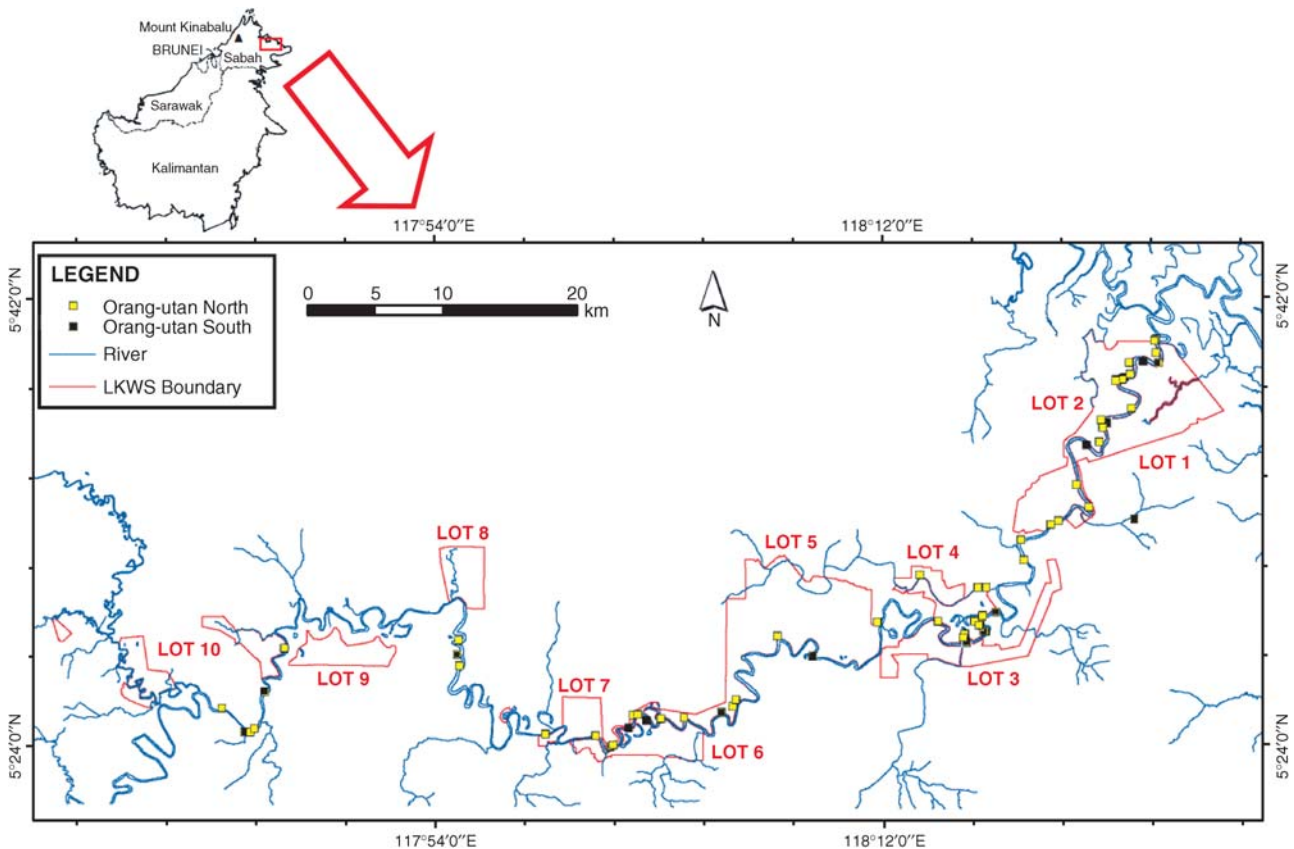 Mount Kinabalu
BRUNEI
Sabah
Sarawak
Kalimantan
117°54′0″E
118°12′0″E
5°42′0″N
5°42′0″N
LEGEND
Orang-utan North
Orang-utan South
River
LKWS Boundary
0 5 10 20
km
N
LOT 2
LOT 1
LOT 8
LOT 5
LOT 4
LOT 10
LOT 9
LOT 7
LOT 3
LOT 6
5°24′0″N
5°24′0″N
117°54′0″E
118°12′0″E